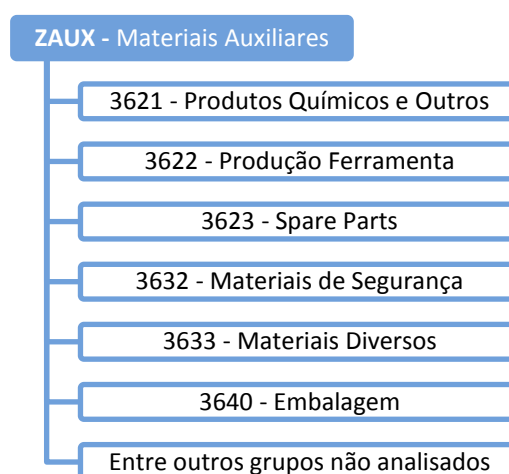 ZAUX - Materiais Auxiliares
3621 - Produtos Químicos e Outros
3622 - Produção Ferramenta
3623 - Spare Parts
3632 - Materiais de Segurança
3633 - Materiais Diversos
3640 - Embalagem
Entre outros grupos não analisados